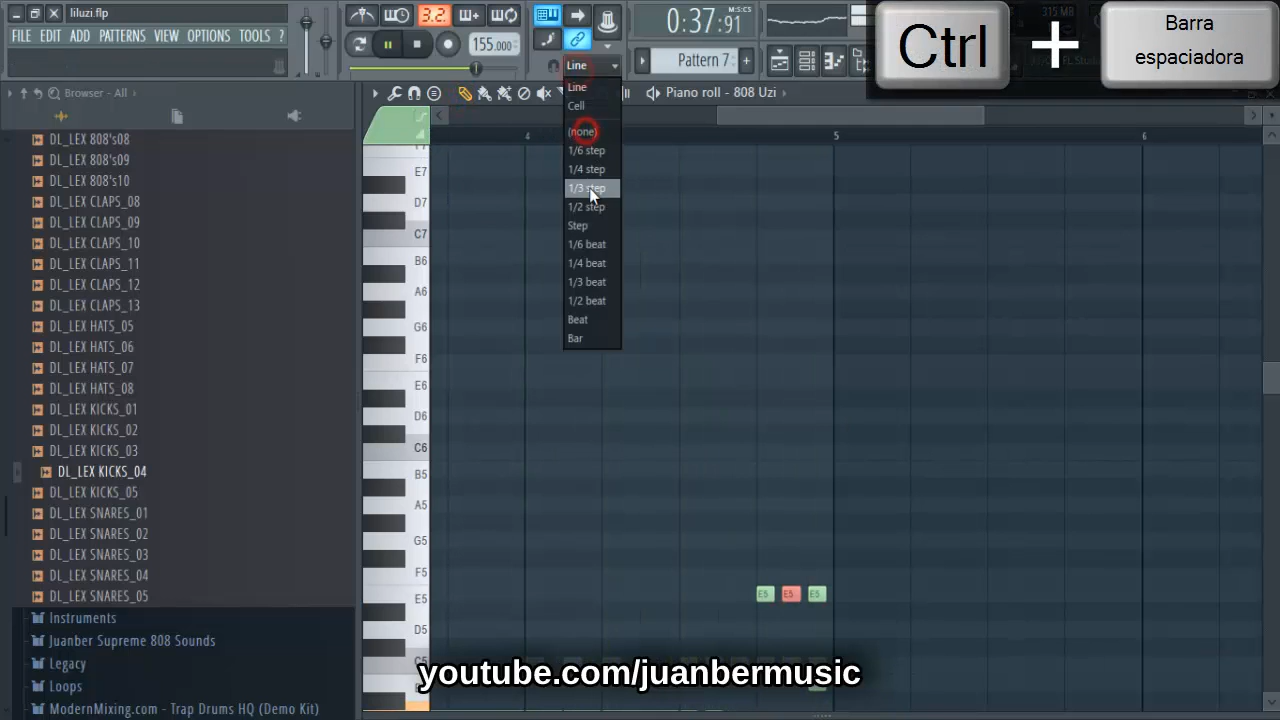 liluzi.flp
FILE EDIT ADD PATTERNS VIEW OPTIONS TOOLS ?
3.2
155.000
0:37:91
Line
Pattern 7
Ctrl + Barra
espaciadora
Browser - All
Piano roll - 808 Uzi
Line
Cell
(none)
1/6 step
1/4 step
1/3 step
1/2 step
Step
1/6 beat
1/4 beat
1/3 beat
1/2 beat
Beat
Bar
4
5
6
DL_LEX 808's08
DL_LEX 808's09
DL_LEX 808's10
DL_LEX CLAPS_08
DL_LEX CLAPS_09
DL_LEX CLAPS_10
DL_LEX CLAPS_11
DL_LEX CLAPS_12
DL_LEX CLAPS_13
DL_LEX HATS_05
DL_LEX HATS_06
DL_LEX HATS_07
DL_LEX HATS_08
DL_LEX KICKS_01
DL_LEX KICKS_02
DL_LEX KICKS_03
DL_LEX KICKS_04
DL_LEX KICKS_05
DL_LEX SNARES_01
DL_LEX SNARES_02
DL_LEX SNARES_03
DL_LEX SNARES_04
DL_LEX SNARES_05
Instruments
Juanber Supreme 808 Sounds
Legacy
Loops
ModernMixing.com - Trap Drums HQ (Demo Kit)
E7
D7
C7
B6
A6
G6
F6
E6
D6
C6
B5
A5
G5
F5
E5
D5
E5 E5 E5
youtube.com/juanbermusic